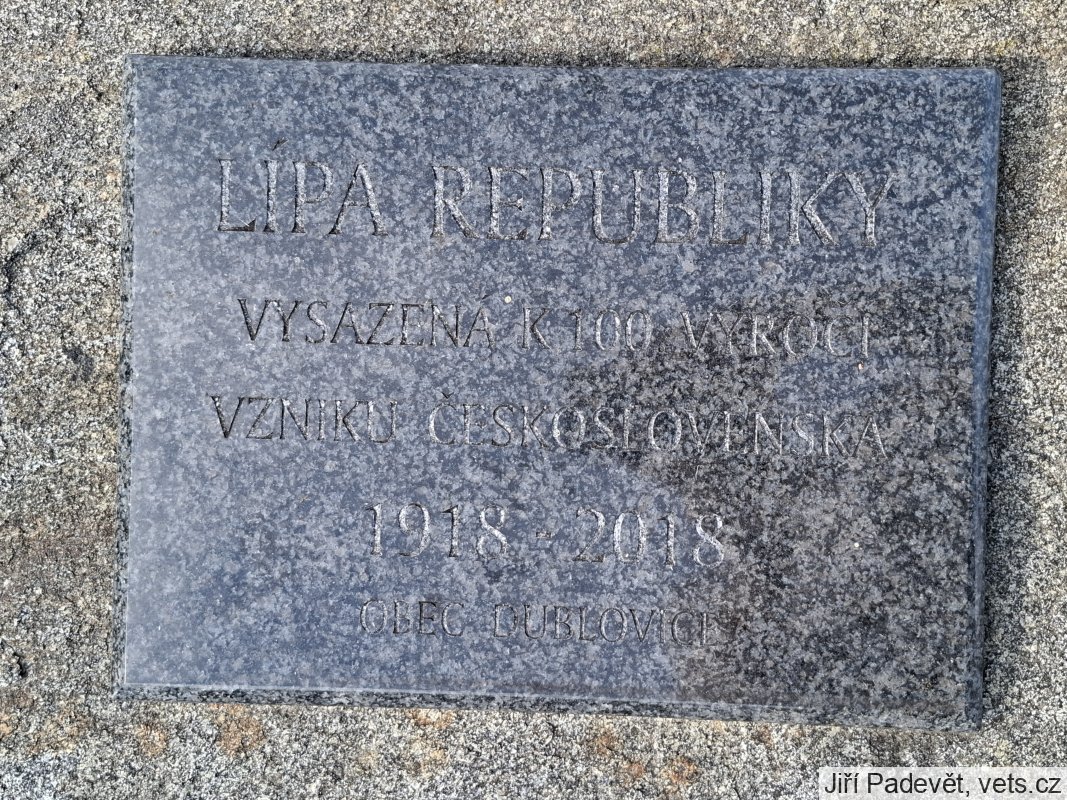 LÍPA REPUBLIKY
VYSAZENÁ K 100 VÝROČÍ
VZNIKU ČESKOSLOVENSKA
1918 - 2018
OBEC DUBLOVICE
Jiří Padevět, vets.cz